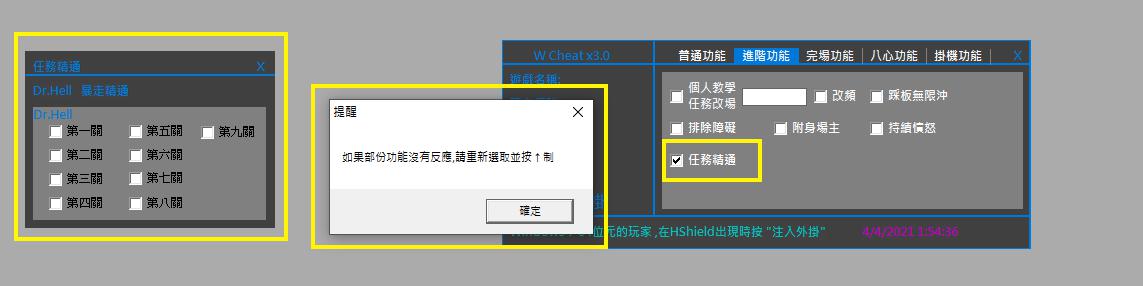 任務精通 X
Dr.Hell 暴走精通
Dr.Hell
第一關 第五關 第九關
第二關 第六關
第三關 第七關
第四關 第八關
提醒
如果部份功能沒有反應,請重新選取並按↑制
確定
W Cheat x3.0
普通功能 進階功能 完場功能 八心功能 掛機功能 X
遊戲名稱:
個人教學
任務改場 改頻 踩板無限沖
排除障礙 附身場主 持續憤怒
任務精通
位元的玩家 ,在HShield出現時按 "注入外掛" 4/4/2021 1:54:36